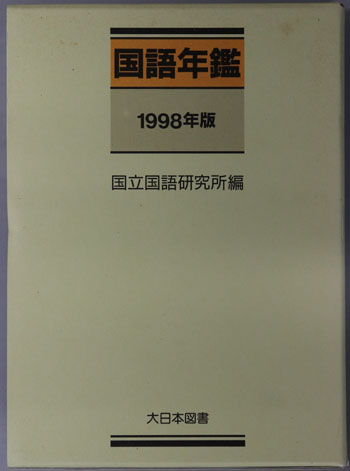 国語年鑑
1998年版
国立国語研究所編
大日本図書